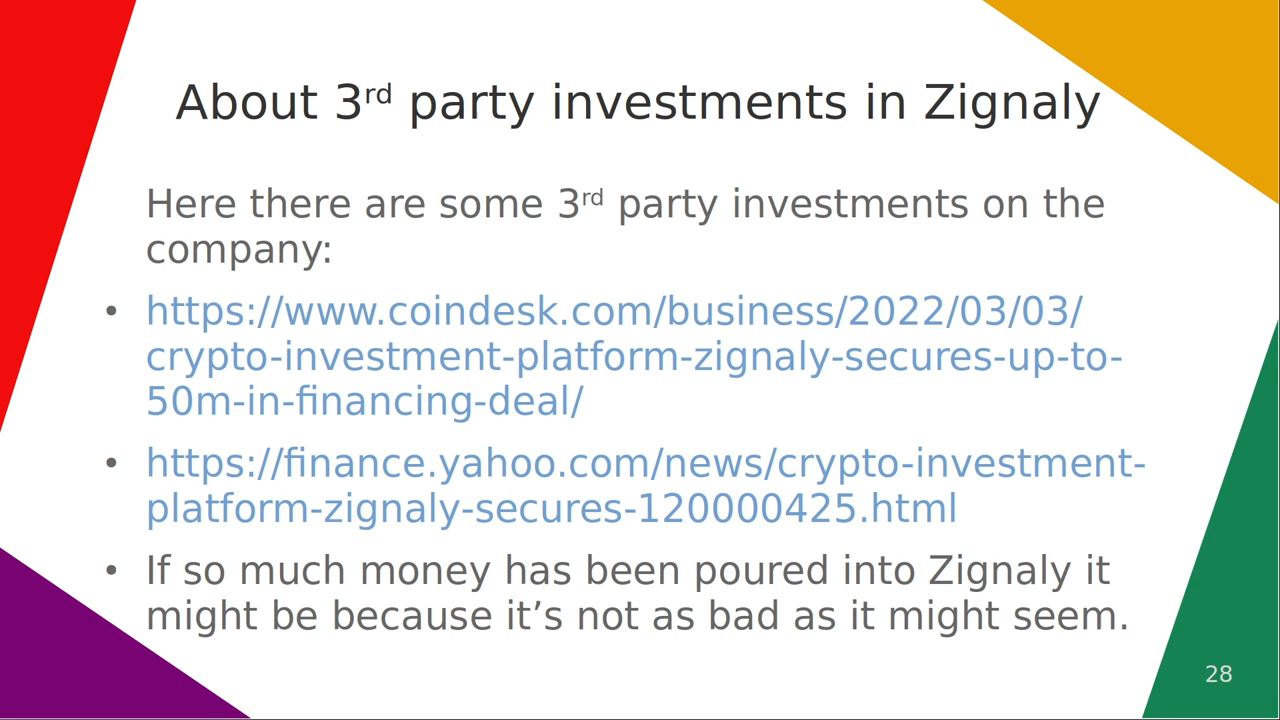 About 3rd party investments in Zignaly
Here there are some 3rd party investments on the
company:
• https://www.coindesk.com/business/2022/03/03/
crypto-investment-platform-zignaly-secures-up-to-
50m-in-financing-deal/
• https://finance.yahoo.com/news/crypto-investment-
platform-zignaly-secures-120000425.html
• If so much money has been poured into Zignaly it
might be because it’s not as bad as it might seem.
28